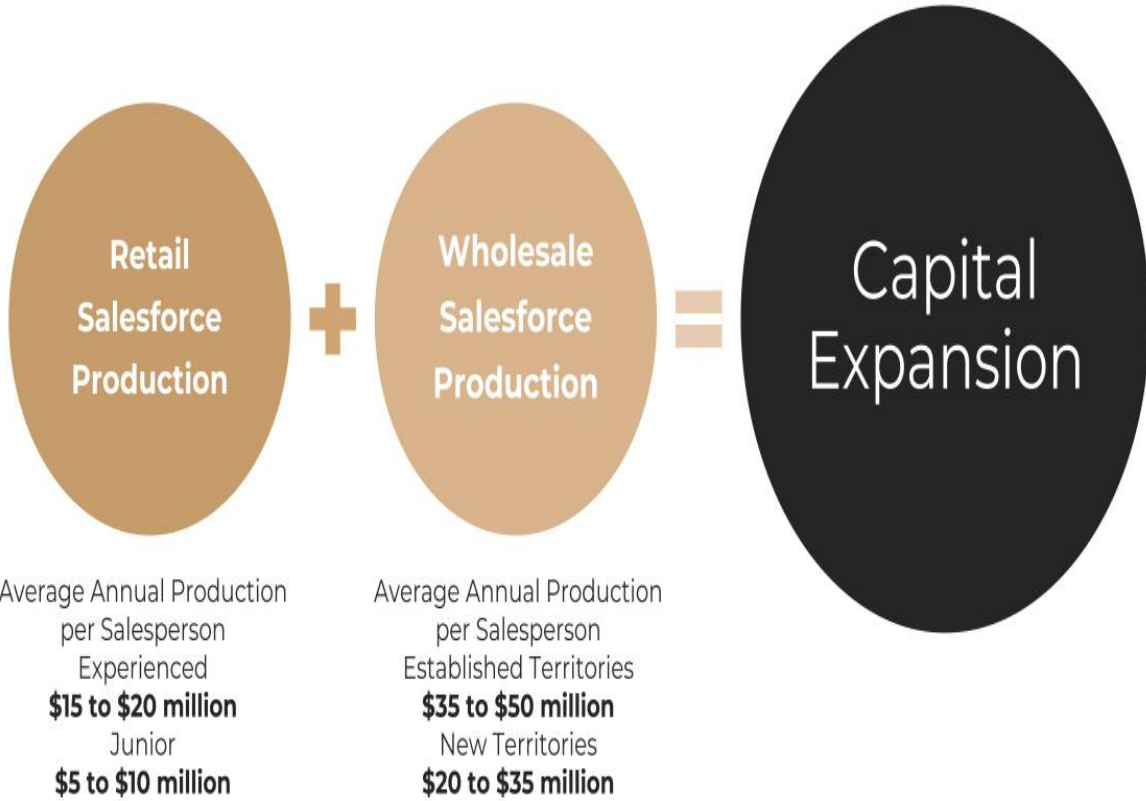 Retail
Salesforce
Production
+
Wholesale
Salesforce
Production
=
Capital
Expansion
Average Annual Production
per Salesperson
Experienced
$15 to $20 million
Junior
$5 to $10 million
Average Annual Production
per Salesperson
Established Territories
$35 to $50 million
New Territories
$20 to $35 million